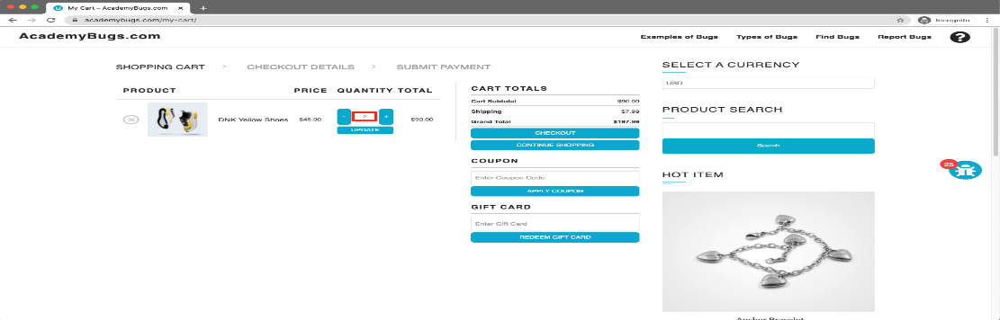 My Cart – AcademyBugs.com
academybugs.com/my-cart/
Incognito
AcademyBugs.com
Examples of Bugs Types of Bugs Find Bugs Report Bugs ?
SHOPPING CART > CHECKOUT DETAILS > SUBMIT PAYMENT
PRODUCT PRICE QUANTITY TOTAL
DNK Yellow Shoes $45.00 - 2 + $90.00
UPDATE
CART TOTALS
Cart Subtotal $90.00
Shipping $7.99
Grand Total $197.99
CHECKOUT
CONTINUE SHOPPING
COUPON
Enter Coupon Code
APPLY COUPON
GIFT CARD
Enter Gift Card
REDEEM GIFT CARD
SELECT A CURRENCY
USD
PRODUCT SEARCH
Search
25
HOT ITEM
Anchor Bracelet